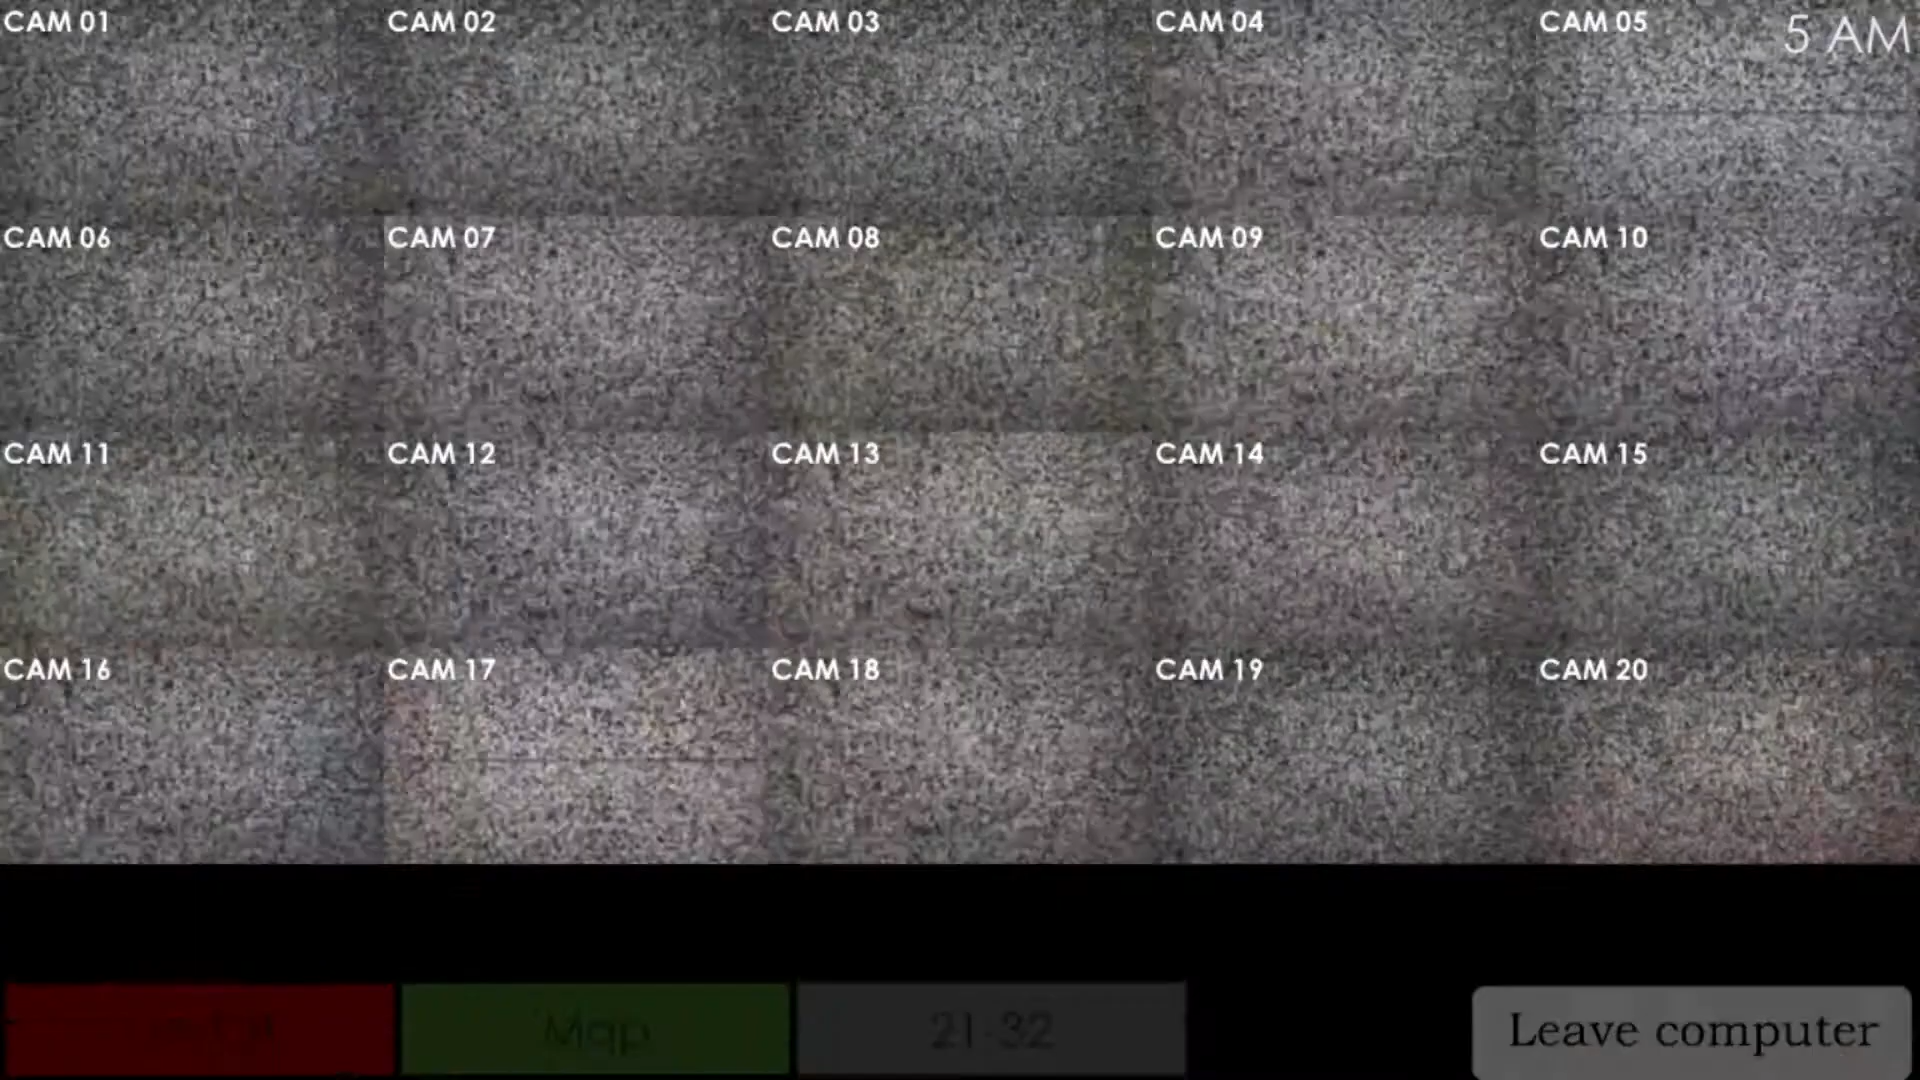 CAM 01 CAM 02 CAM 03 CAM 04 CAM 05 5 AM
CAM 06 CAM 07 CAM 08 CAM 09 CAM 10
CAM 11 CAM 12 CAM 13 CAM 14 CAM 15
CAM 16 CAM 17 CAM 18 CAM 19 CAM 20
Map 21-32 Leave computer